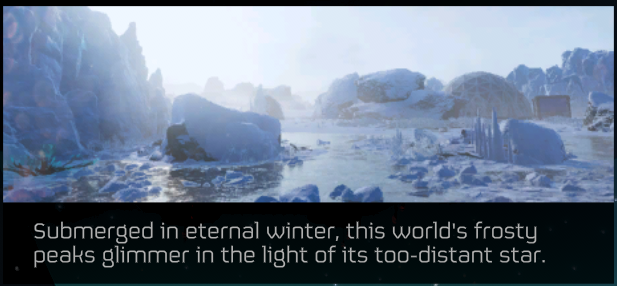 Submerged in eternal winter, this world's frosty
peaks glimmer in the light of its too-distant star.